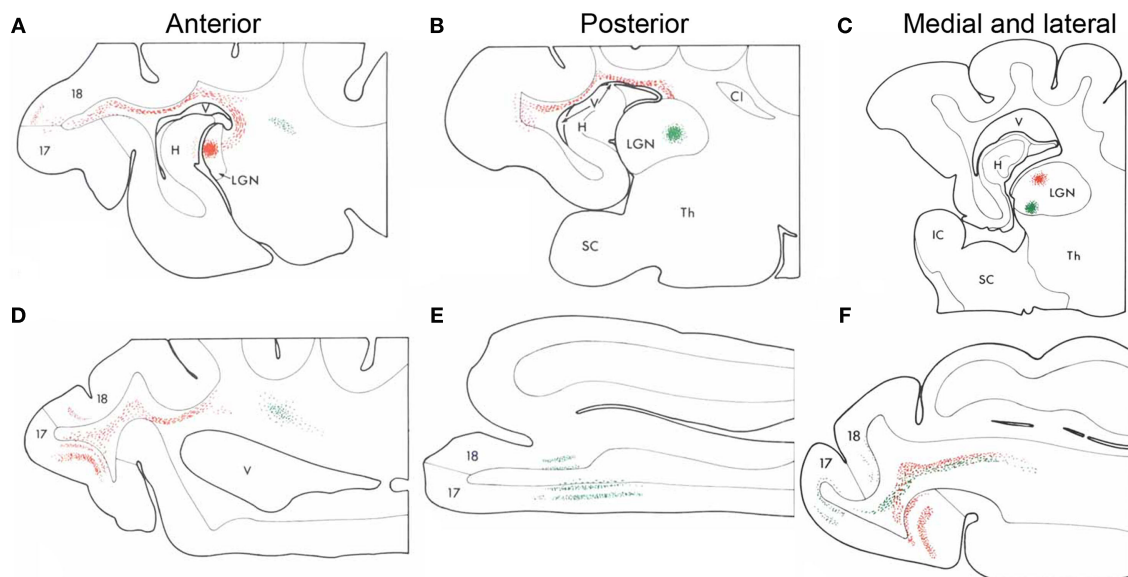 A Anterior
B Posterior
C Medial and lateral
18
17
H
V
LGN
V
H
LGN
Cl
Th
SC
V
H
LGN
IC
Th
SC
D
18
17
V
E
18
17
F
18
17